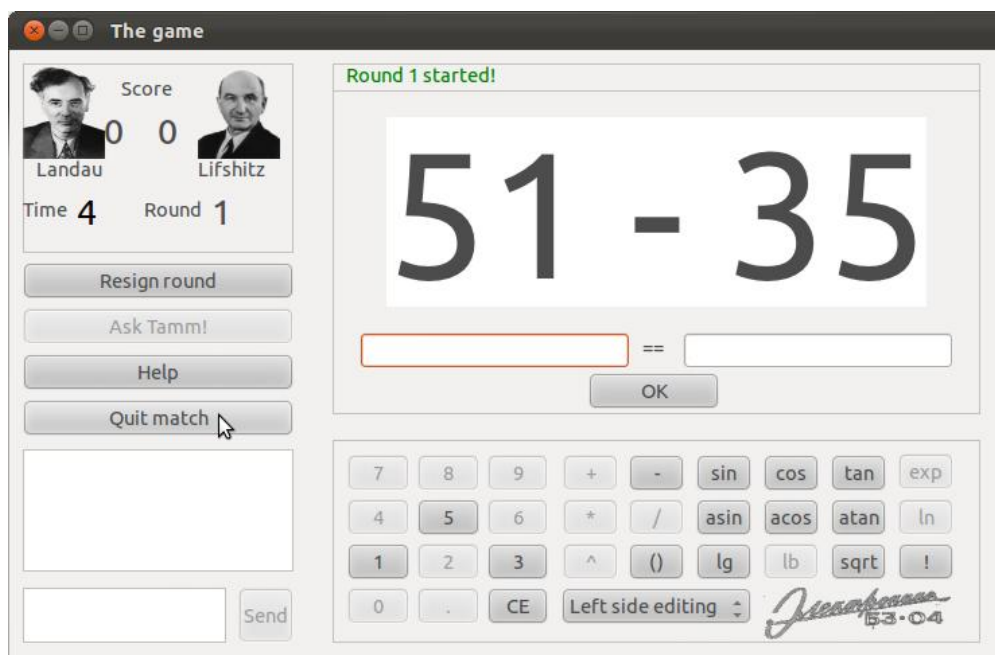 The game
Score
0 0
Landau Lifshitz
Time 4 Round 1
Resign round
Ask Tamm!
Help
Quit match
Send
Round 1 started!
51 - 35
==
OK
7 8 9 + - sin cos tan exp
4 5 6 * / asin acos atan ln
1 2 3 ^ () lg lb sqrt !
0 . CE Left side editing
Электроника
Б3·04